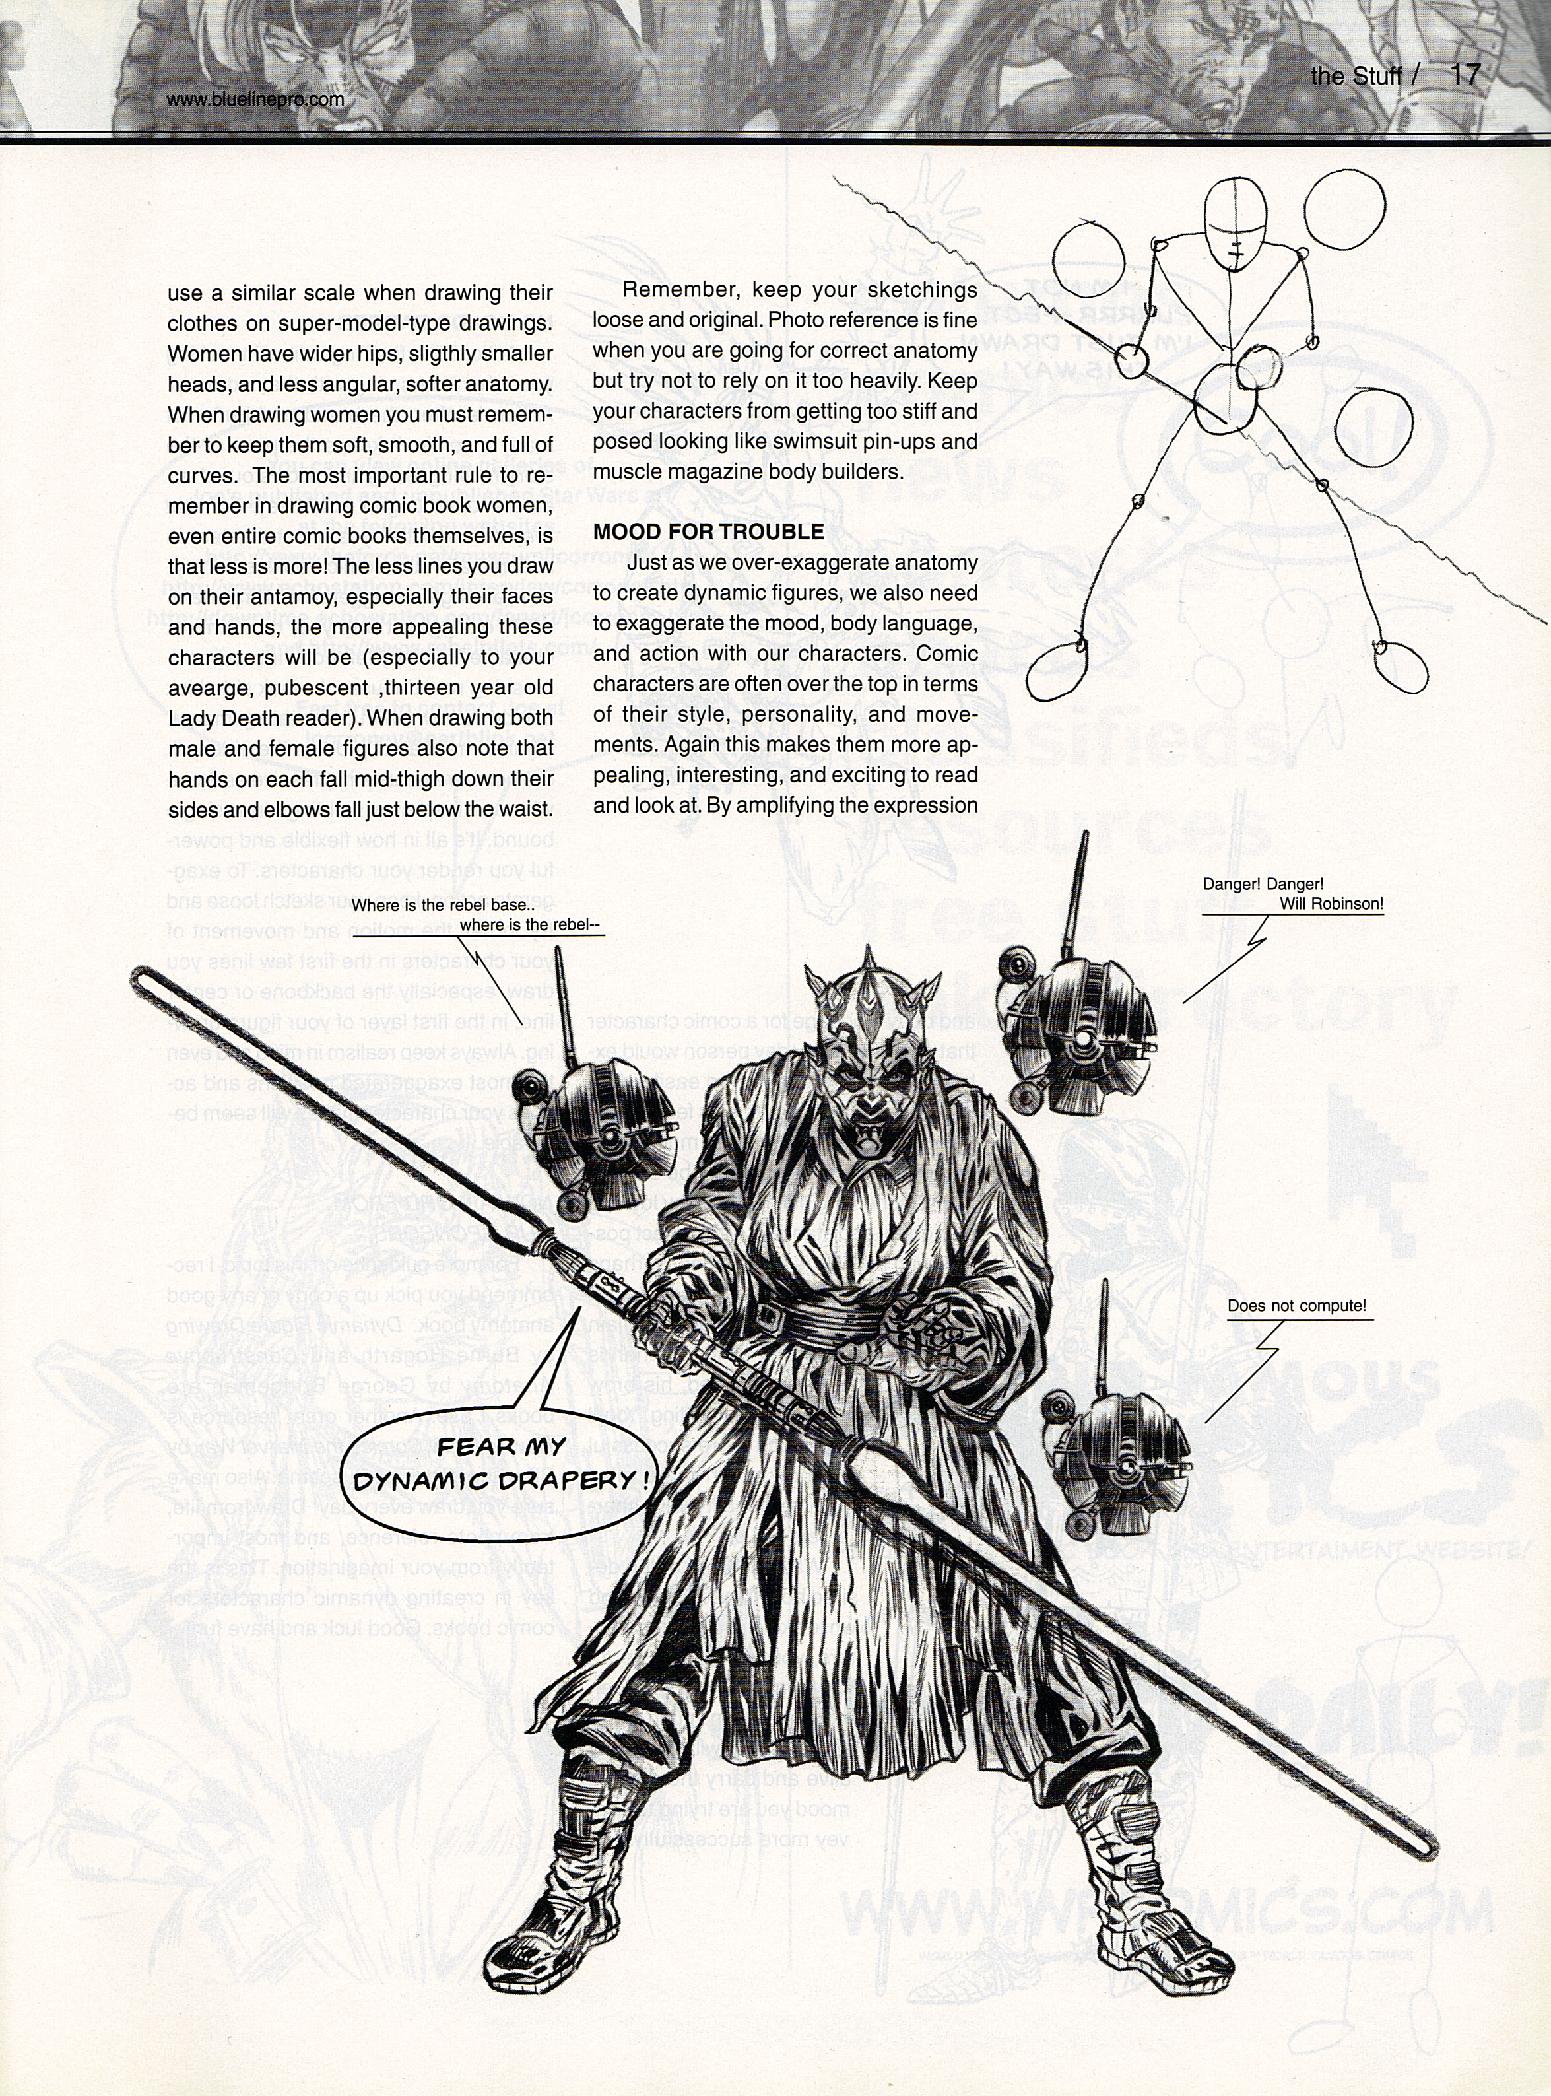 www.bluelinepro.com
the Stuff / 17
use a similar scale when drawing their
clothes on super-model-type drawings.
Women have wider hips, sligthly smaller
heads, and less angular, softer anatomy.
When drawing women you must remem-
ber to keep them soft, smooth, and full of
curves. The most important rule to re-
member in drawing comic book women,
even entire comic books themselves, is
that less is more! The less lines you draw
on their antamoy, especially their faces
and hands, the more appealing these
characters will be (especially to your
avearge, pubescent ,thirteen year old
Lady Death reader). When drawing both
male and female figures also note that
hands on each fall mid-thigh down their
sides and elbows fall just below the waist.
Remember, keep your sketchings
loose and original. Photo reference is fine
when you are going for correct anatomy
but try not to rely on it too heavily. Keep
your characters from getting too stiff and
posed looking like swimsuit pin-ups and
muscle magazine body builders.
MOOD FOR TROUBLE
Just as we over-exaggerate anatomy
to create dynamic figures, we also need
to exaggerate the mood, body language,
and action with our characters. Comic
characters are often over the top in terms
of their style, personality, and move-
ments. Again this makes them more ap-
pealing, interesting, and exciting to read
and look at. By amplifying the expression
Where is the rebel base..
where is the rebel--
Danger! Danger!
Will Robinson!
Does not compute!
FEAR MY
DYNAMIC DRAPERY!